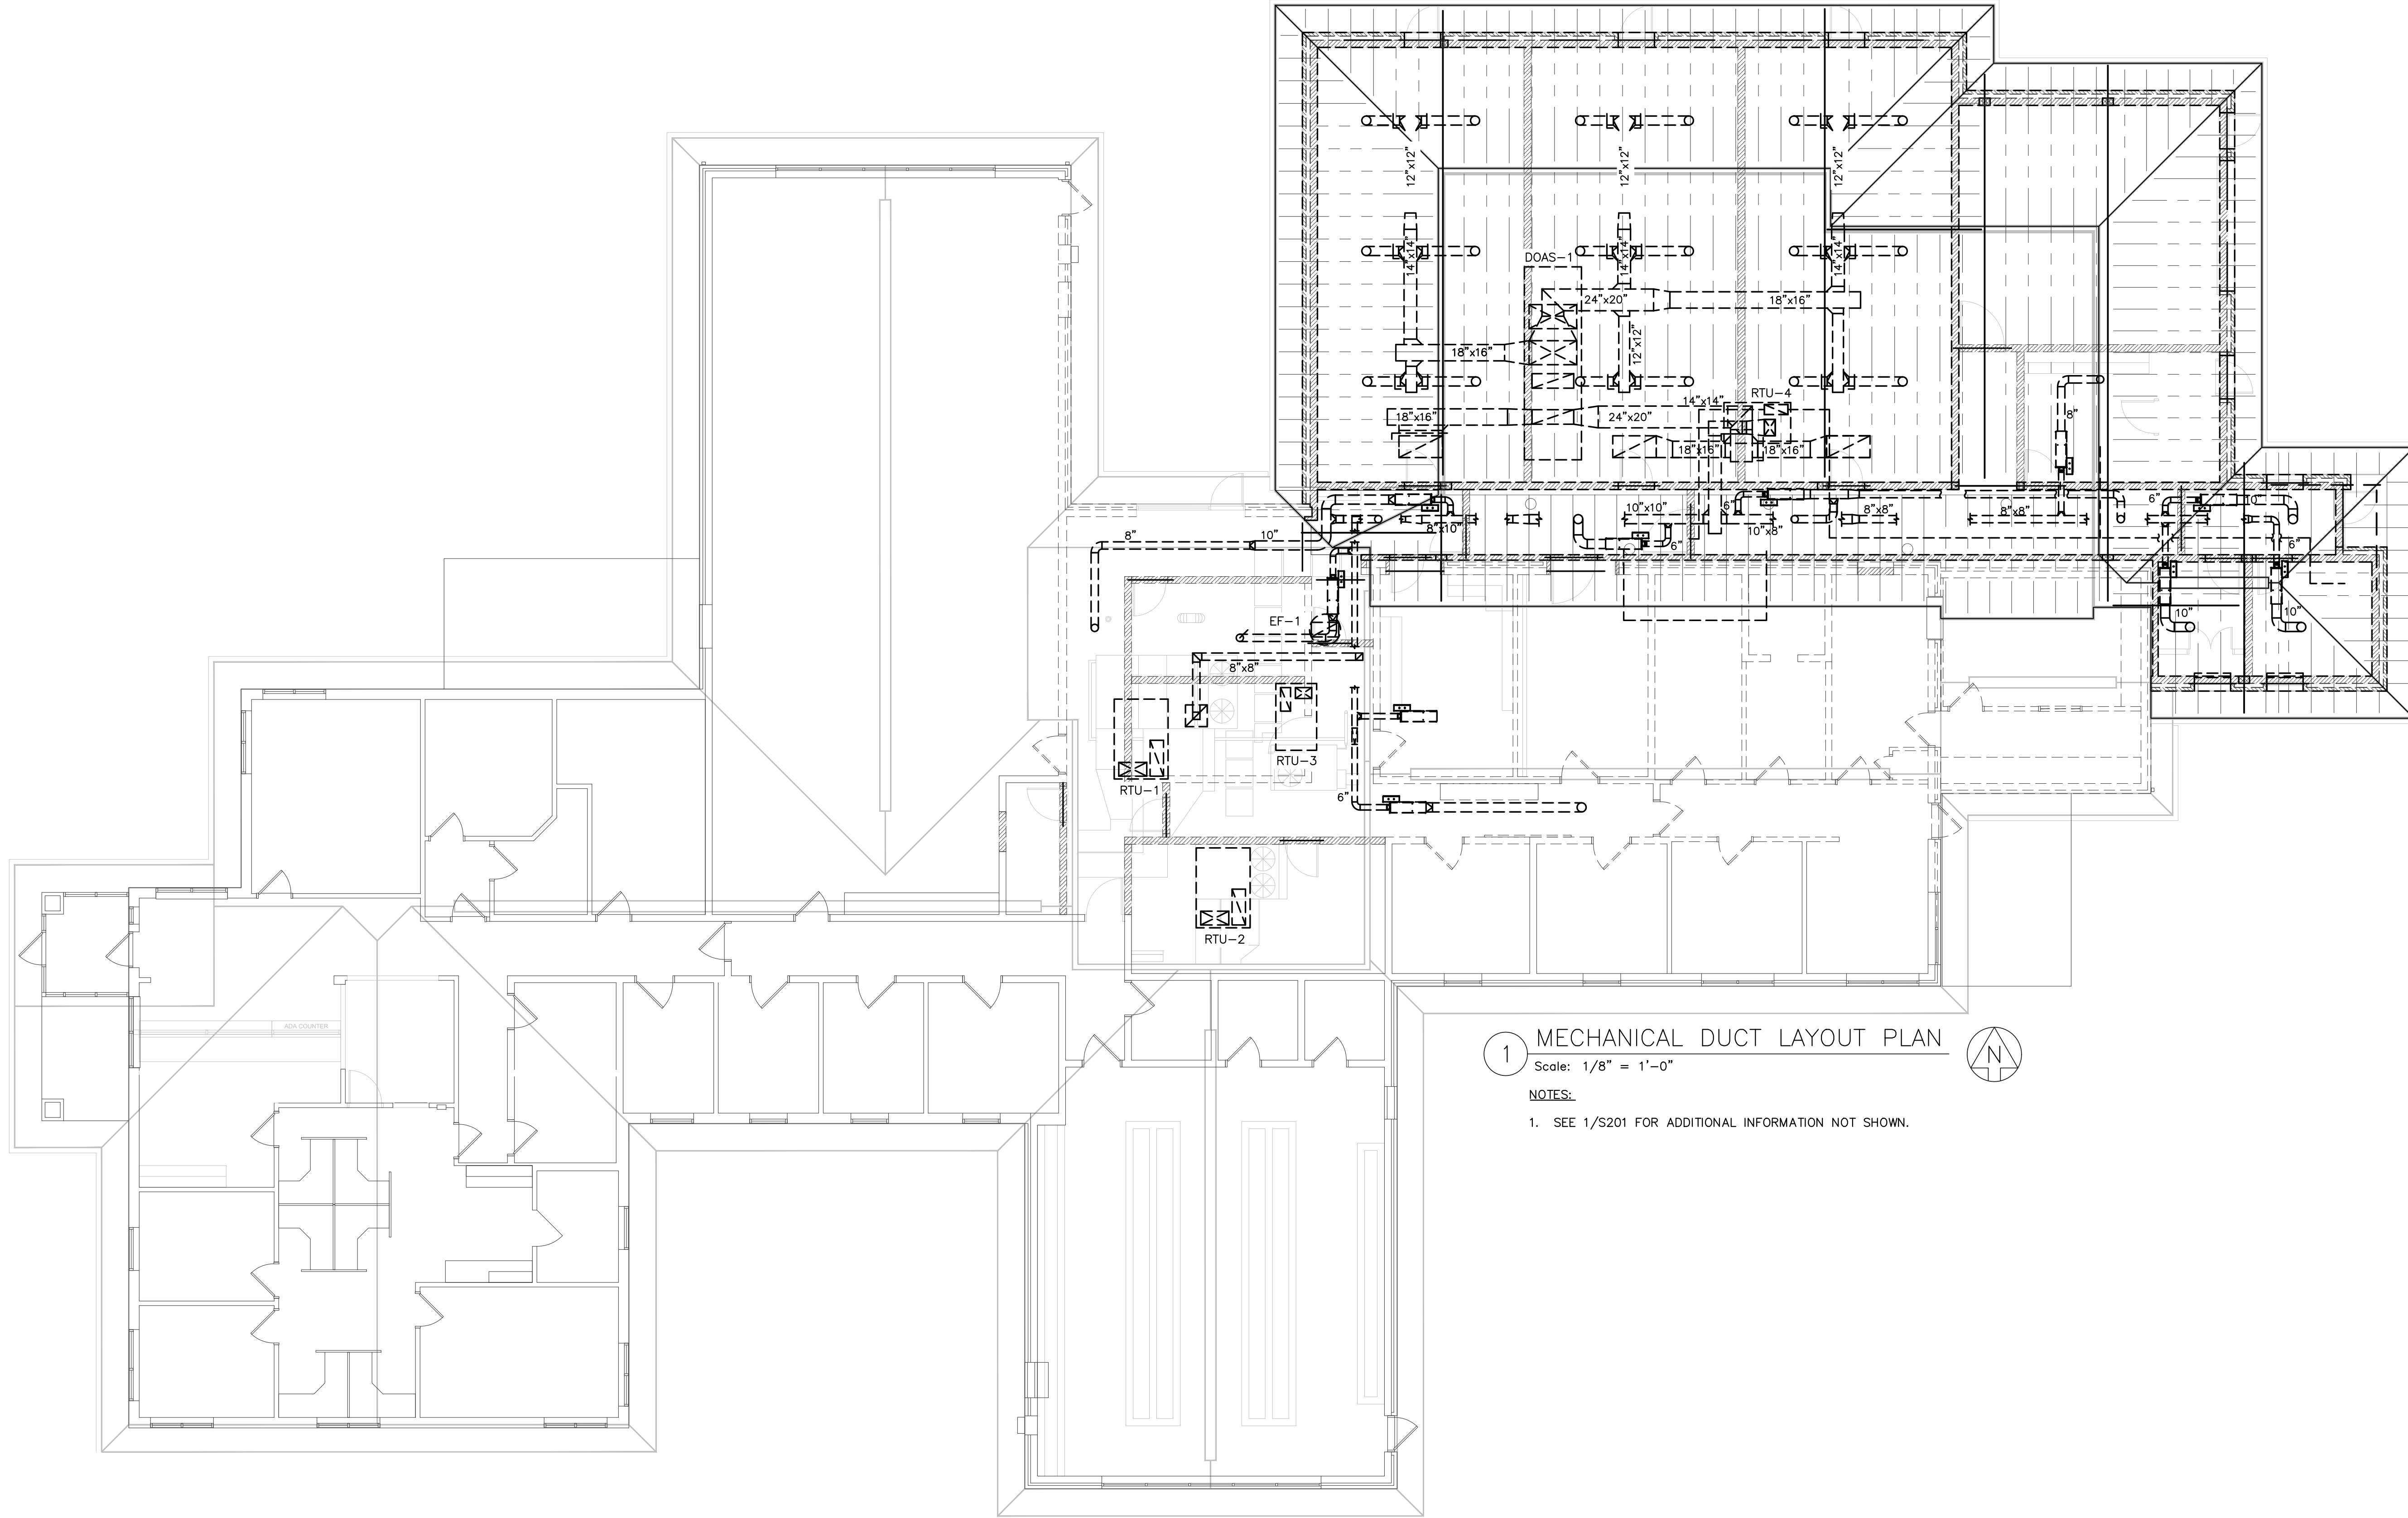 12"x12"
12"x12"
12"x12"
14"x14"
14"x14"
14"x14"
DOAS-1
24"x20"
18"x16"
12"x12"
18"x16"
RTU-4
14"x14"
18"x16"
24"x20"
18"x16"
18"x16"
8"
8"x10"
10"x10"
6"
6"
10"x8"
8"x8"
8"x8"
6"
6"
8"
10"
10"
10"
EF-1
8"x8"
RTU-3
RTU-1
6"
RTU-2
ADA COUNTER
1
MECHANICAL DUCT LAYOUT PLAN
N
Scale: 1/8" = 1'-0"
NOTES:
1. SEE 1/S201 FOR ADDITIONAL INFORMATION NOT SHOWN.